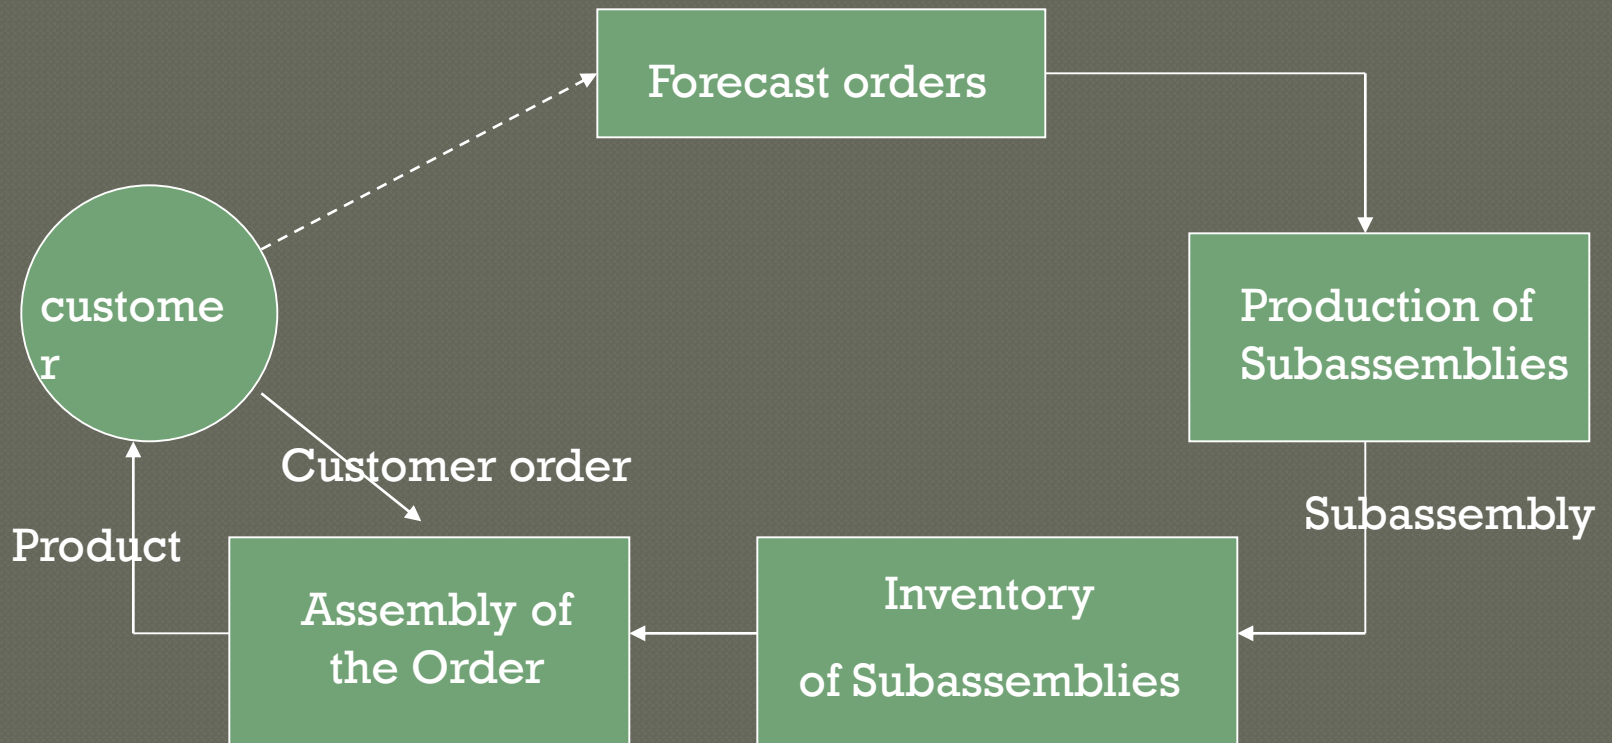 Forecast orders
custome
r
Production of
Subassemblies
Customer order
Subassembly
Product
Assembly of
the Order
Inventory
of Subassemblies